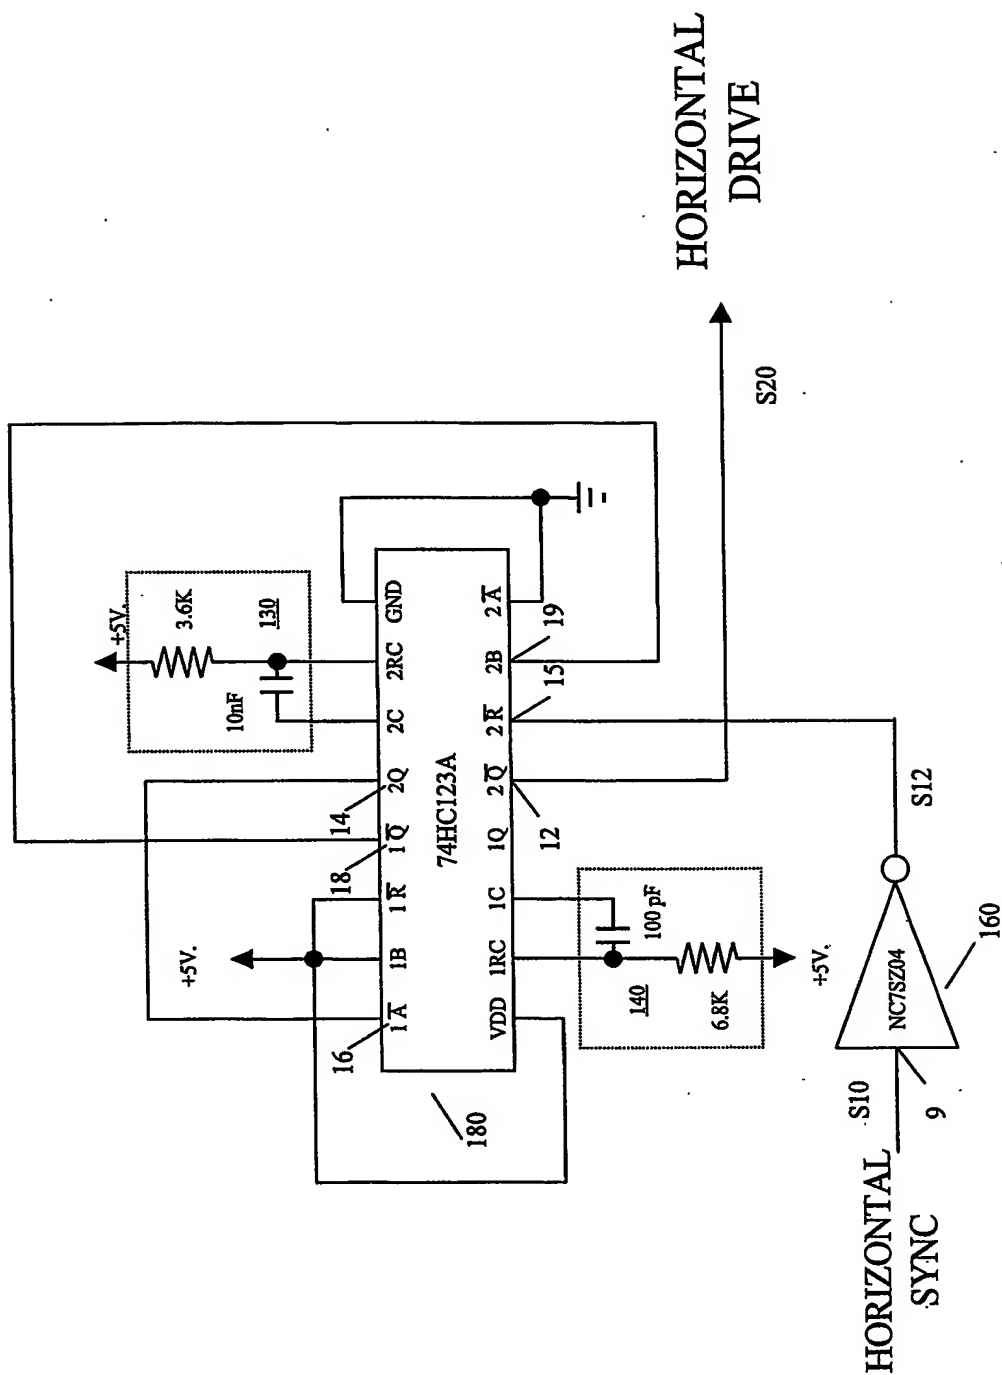 HORIZONTAL
DRIVE
S20
+5V.
3.6K
130
10nF
GND
2RC
2C
2Q
1Q̅
1R̅
1B
1A̅
14
18
16
+5V.
74HC123A
2A̅
2B
2R̅
2Q̅
1Q
1C
1RC
VDD
19
15
12
180
100 pF
140
6.8K
+5V.
S12
NC7SZ04
160
S10
9
HORIZONTAL
SYNC